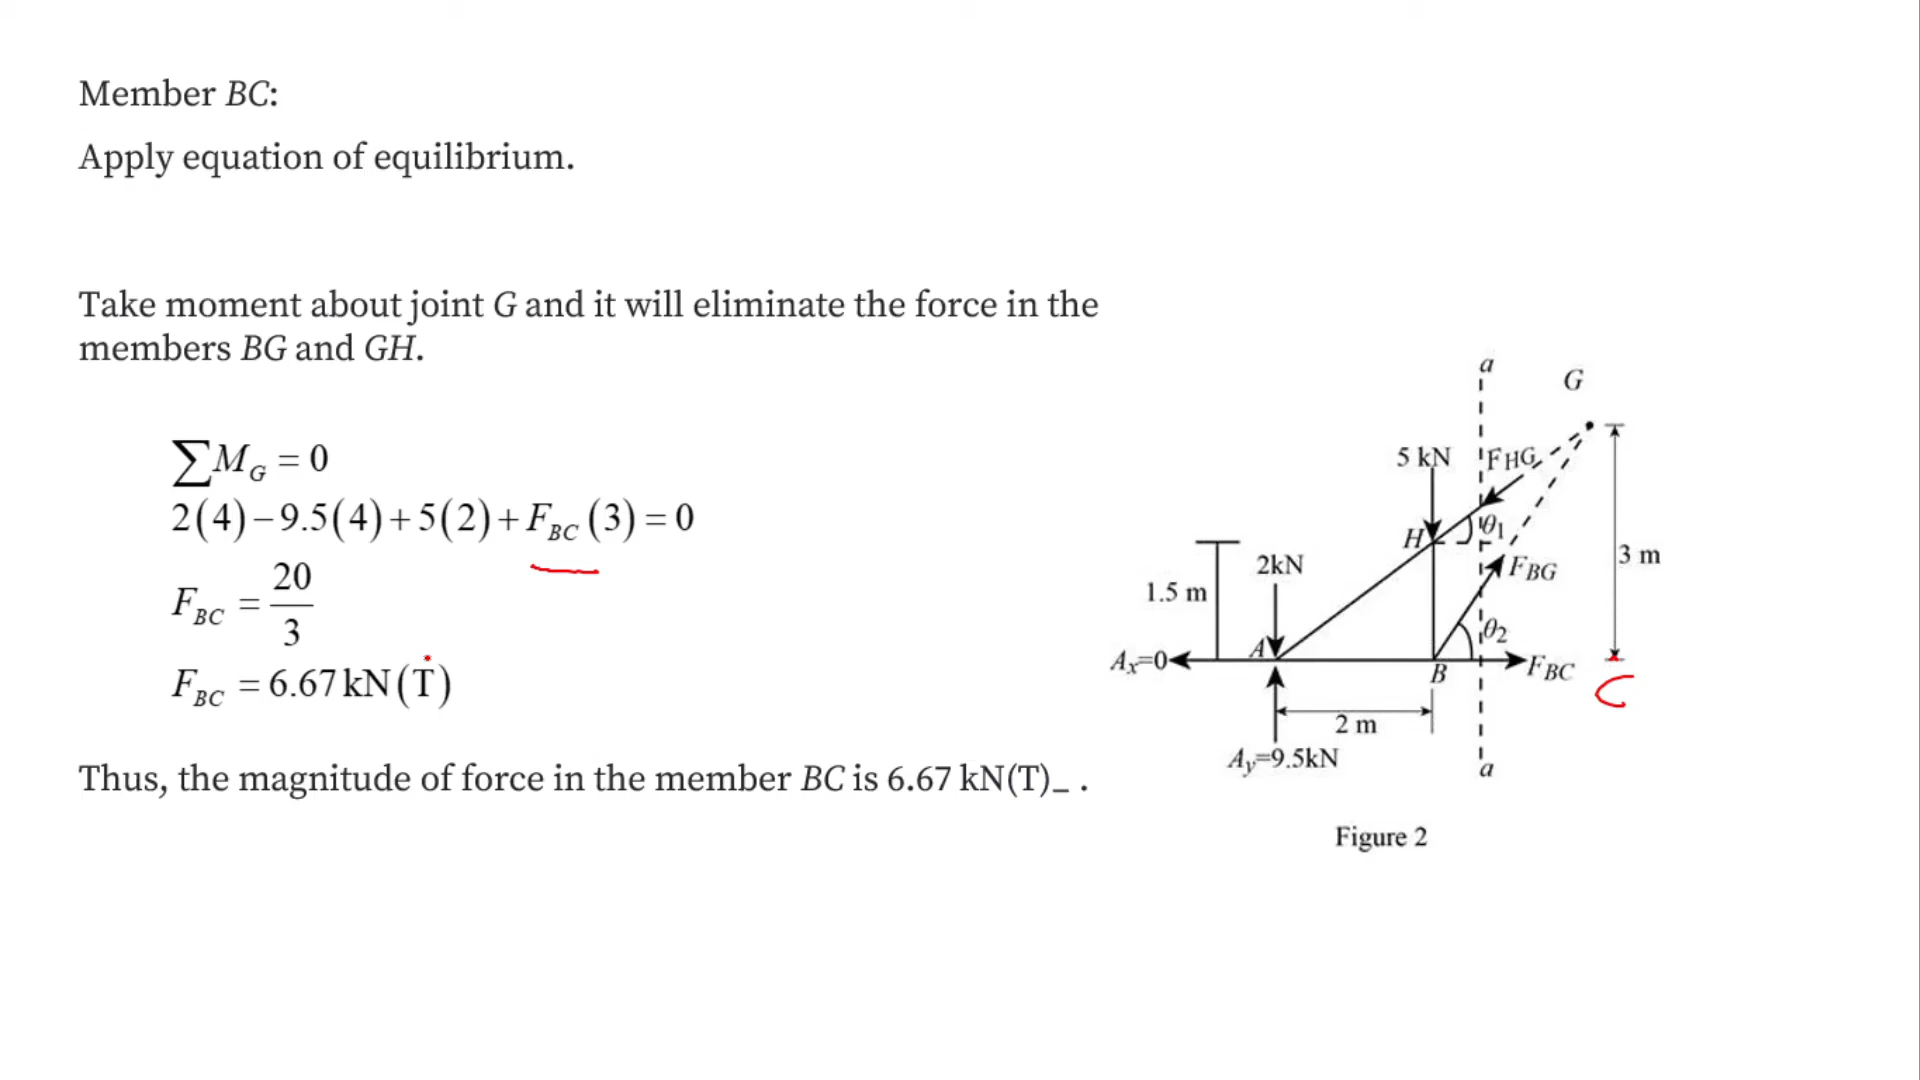 Member BC:
Apply equation of equilibrium.
Take moment about joint G and it will eliminate the force in the
members BG and GH.
∑M_G = 0
2(4)−9.5(4)+5(2)+F_BC(3)=0
F_BC = 20/3
F_BC = 6.67 kN(T)
Thus, the magnitude of force in the member BC is 6.67 kN(T)_ .
a
G
5 kN
F_HG
H
θ1
2kN
F_BG
3 m
1.5 m
θ2
A
A_x=0
B
F_BC
C
2 m
A_y=9.5kN
a
Figure 2